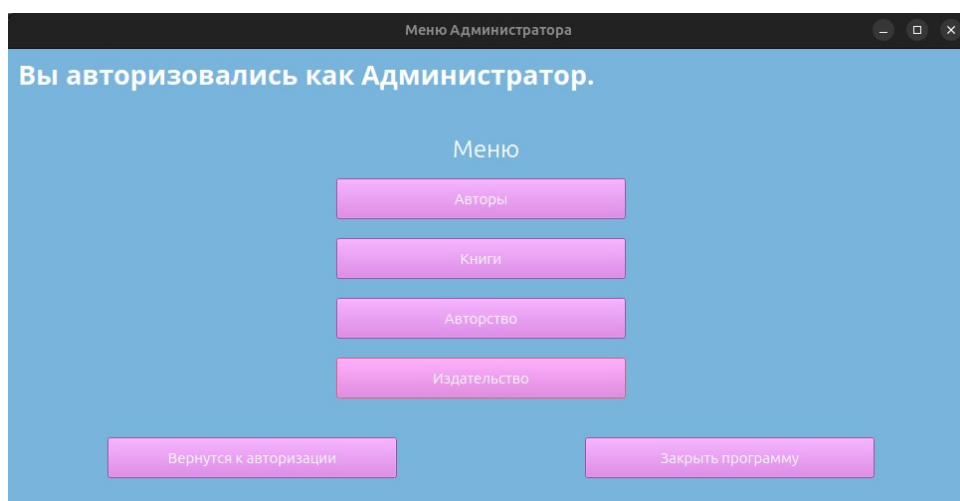 Меню Администратора
Вы авторизовались как Администратор.
Меню
Авторы
Книги
Авторство
Издательство
Вернутся к авторизации
Закрыть программу